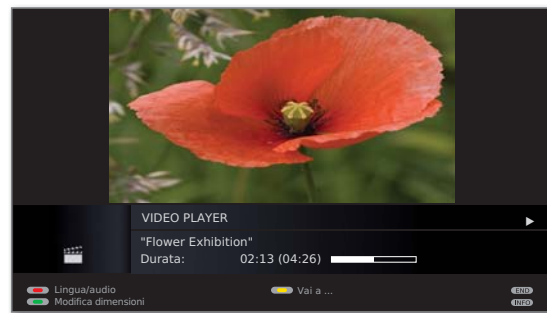 VIDEO PLAYER
"Flower Exhibition"
Durata: 02:13 (04:26)
Lingua/audio
Vai a ...
END
Modifica dimensioni
INFO